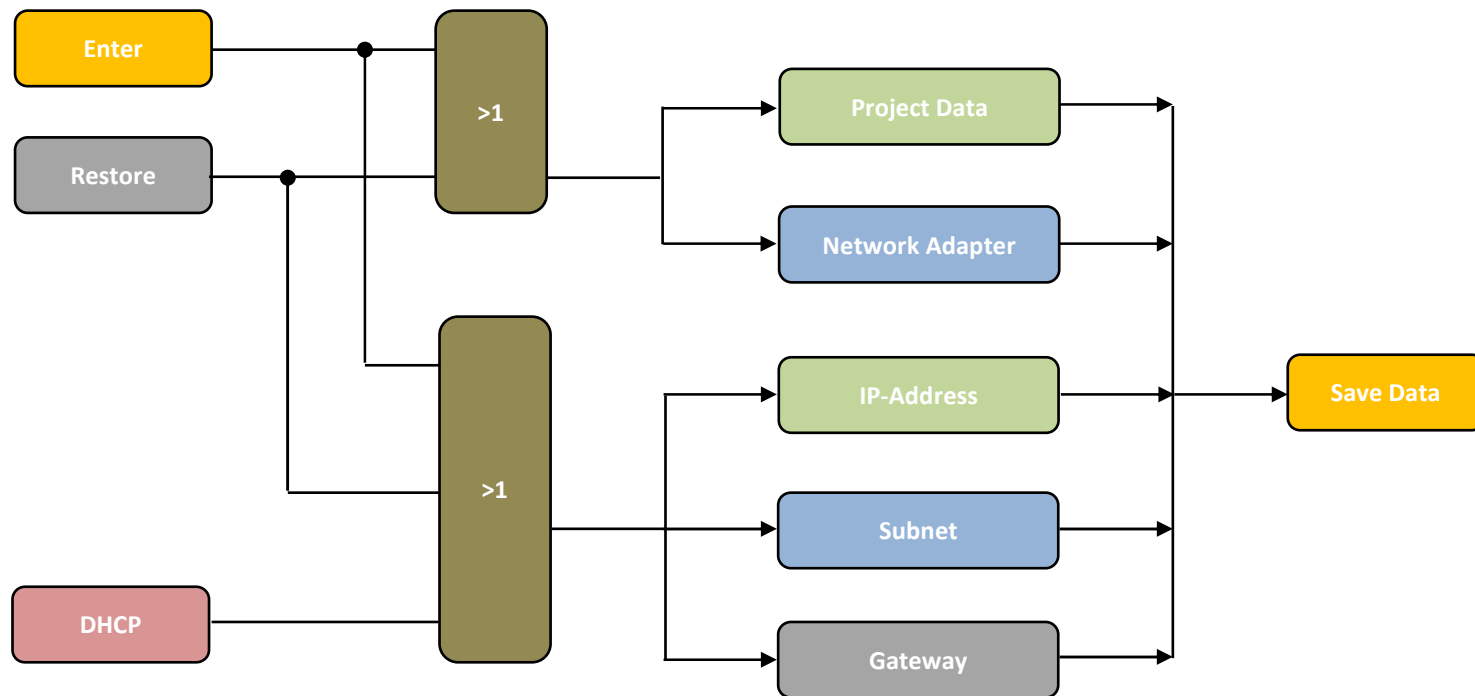 Enter
>1
Project Data
Restore
Network Adapter
IP-Address
Save Data
>1
Subnet
DHCP
Gateway